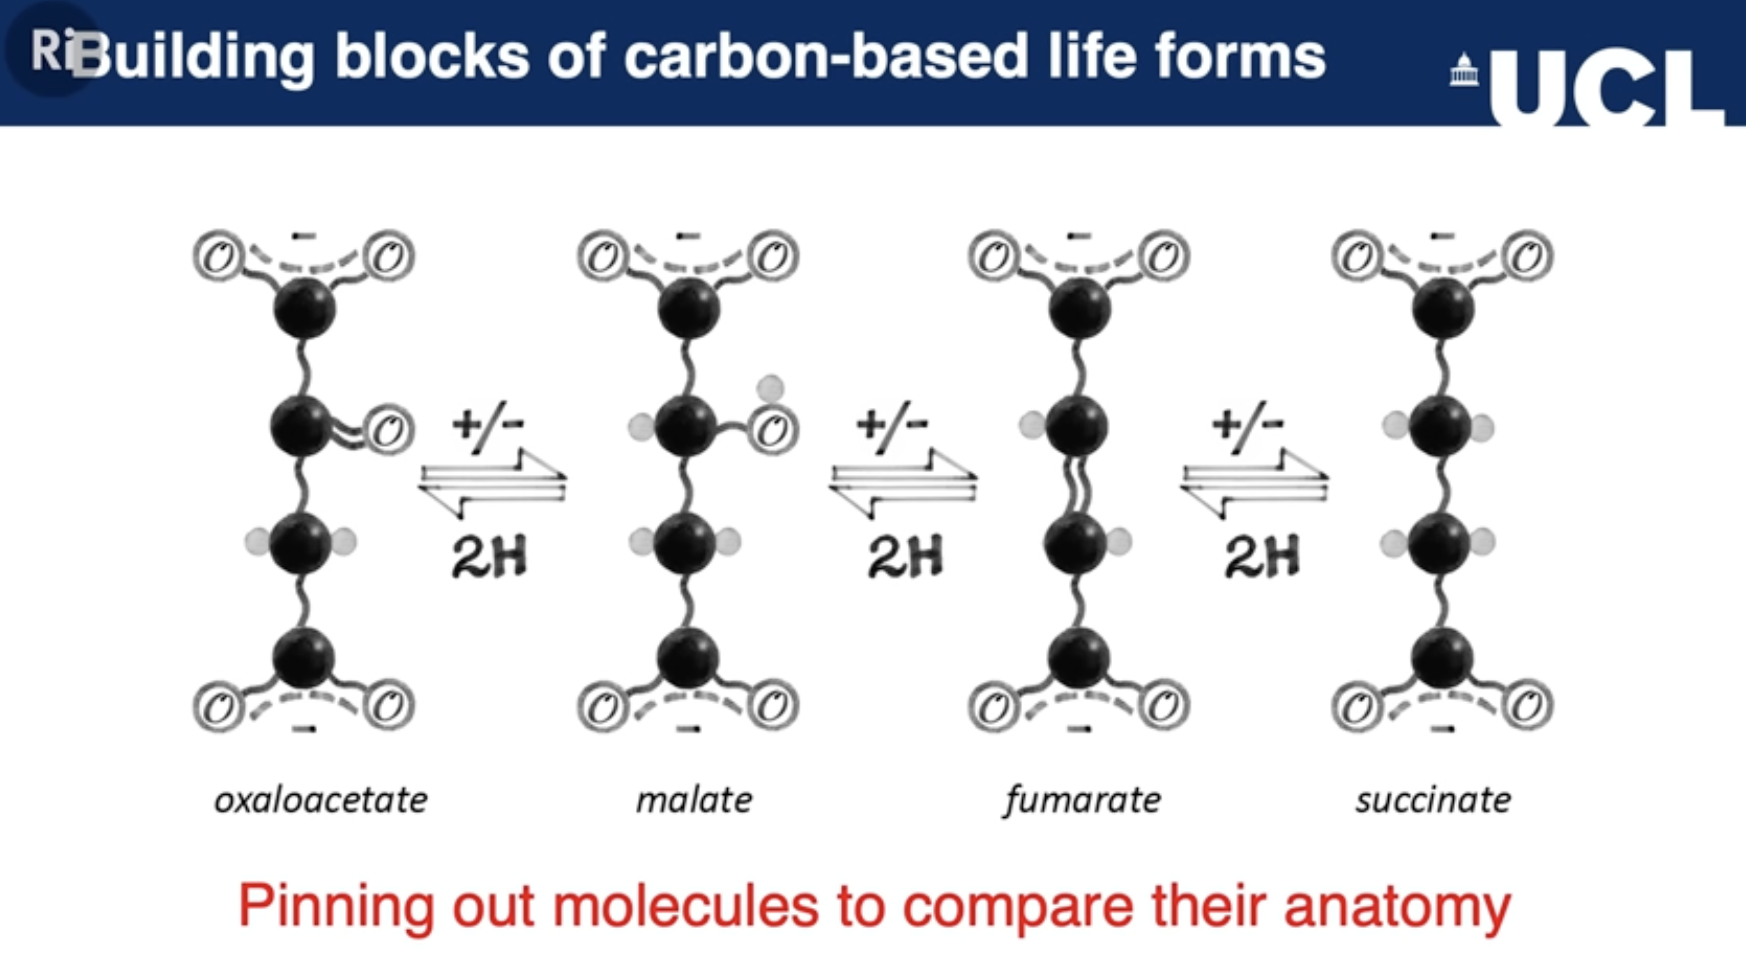 Ri
Building blocks of carbon-based life forms
UCL
O - O O - O O - O O - O
O +/- O +/- +/-
2H 2H 2H
O - O O - O O - O O - O
oxaloacetate malate fumarate succinate
Pinning out molecules to compare their anatomy